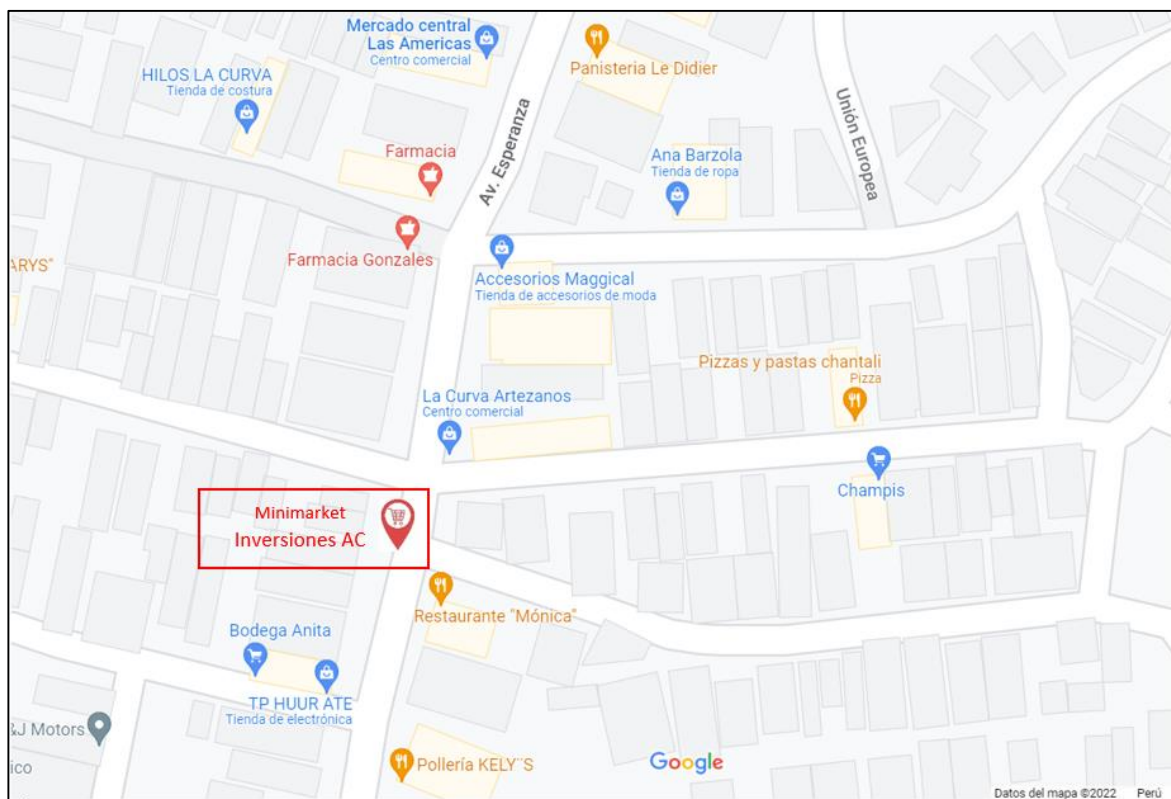 Mercado central
Las Americas
Centro comercial
Panisteria Le Didier
HILOS LA CURVA
Tienda de costura
Av. Esperanza
Unión Europea
Farmacia
Ana Barzola
Tienda de ropa
Farmacia Gonzales
ARYS"
Accesorios Maggical
Tienda de accesorios de moda
Pizzas y pastas chantali
Pizza
La Curva Artezanos
Centro comercial
Champis
Minimarket
Inversiones AC
Restaurante "Mónica"
Bodega Anita
TP HUUR ATE
Tienda de electrónica
&J Motors
ico
Pollería KELY¨S
Google
Datos del mapa ©2022 Perú